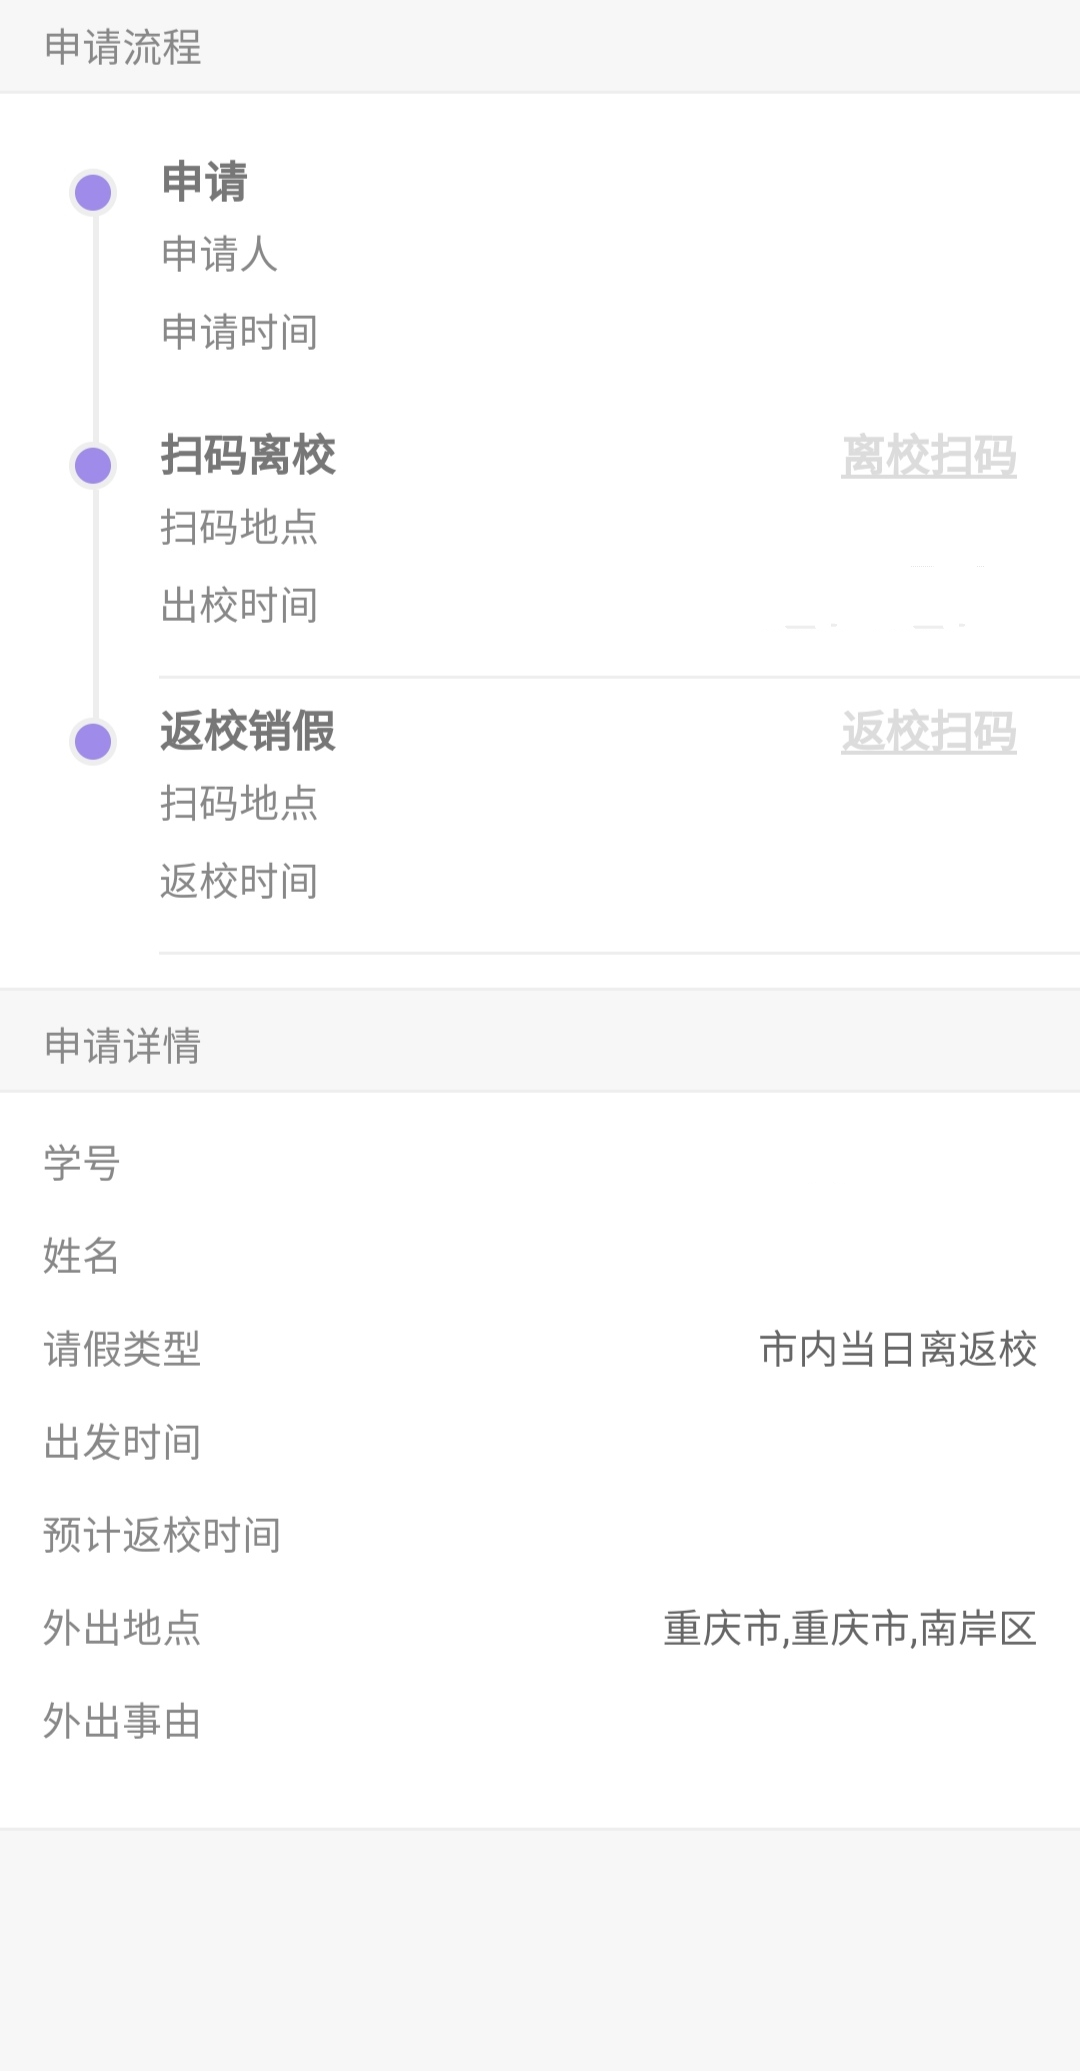 申请流程
申请
申请人
申请时间
扫码离校 离校扫码
扫码地点
出校时间
返校销假 返校扫码
扫码地点
返校时间
申请详情
学号
姓名
请假类型 市内当日离返校
出发时间
预计返校时间
外出地点 重庆市,重庆市,南岸区
外出事由